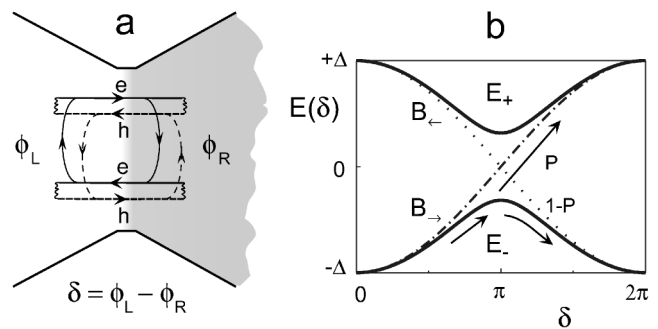 a
e
h
ϕL
ϕR
e
h
δ = ϕL – ϕR
b
+Δ
E(δ)
0
-Δ
E+
B←
P
B→
1-P
E-
0
π
2π
δ